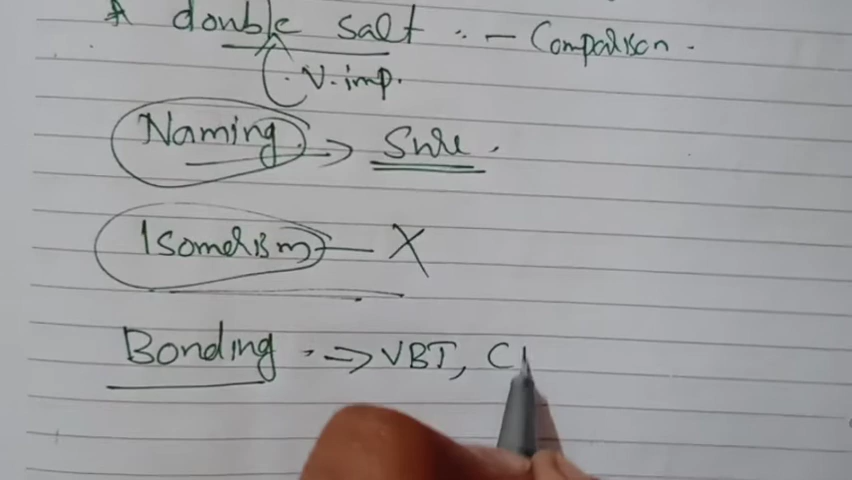 A double salt :- Comparison.
V. imp.
Naming → Sure.
Isomerism — X
Bonding . ⇒ VBT, C